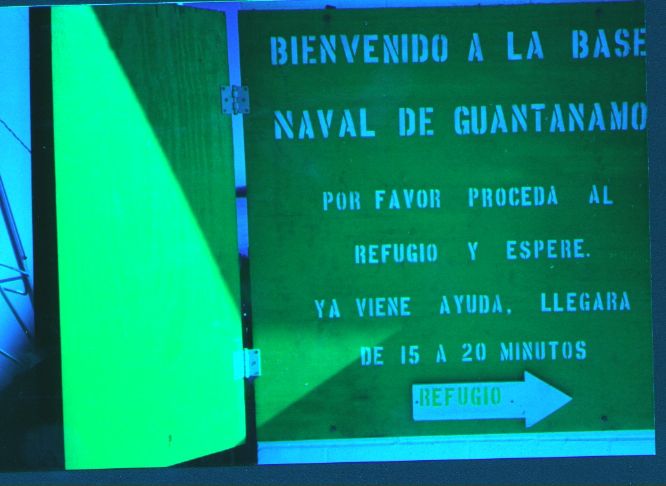 BIENVENIDO A LA BASE
NAVAL DE GUANTANAMO
POR FAVOR PROCEDA AL
REFUGIO Y ESPERE.
YA VIENE AYUDA, LLEGARA
DE 15 A 20 MINUTOS
REFUGIO